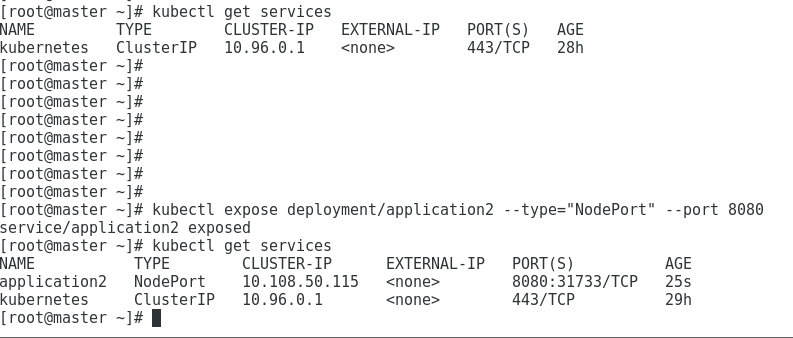 [root@master ~]# kubectl get services
NAME         TYPE        CLUSTER-IP   EXTERNAL-IP   PORT(S)   AGE
kubernetes   ClusterIP   10.96.0.1    <none>        443/TCP   28h
[root@master ~]#
[root@master ~]#
[root@master ~]#
[root@master ~]#
[root@master ~]#
[root@master ~]#
[root@master ~]#
[root@master ~]#
[root@master ~]# kubectl expose deployment/application2 --type="NodePort" --port 8080
service/application2 exposed
[root@master ~]# kubectl get services
NAME           TYPE        CLUSTER-IP      EXTERNAL-IP   PORT(S)          AGE
application2   NodePort    10.108.50.115   <none>        8080:31733/TCP   25s
kubernetes     ClusterIP   10.96.0.1       <none>        443/TCP          29h
[root@master ~]#